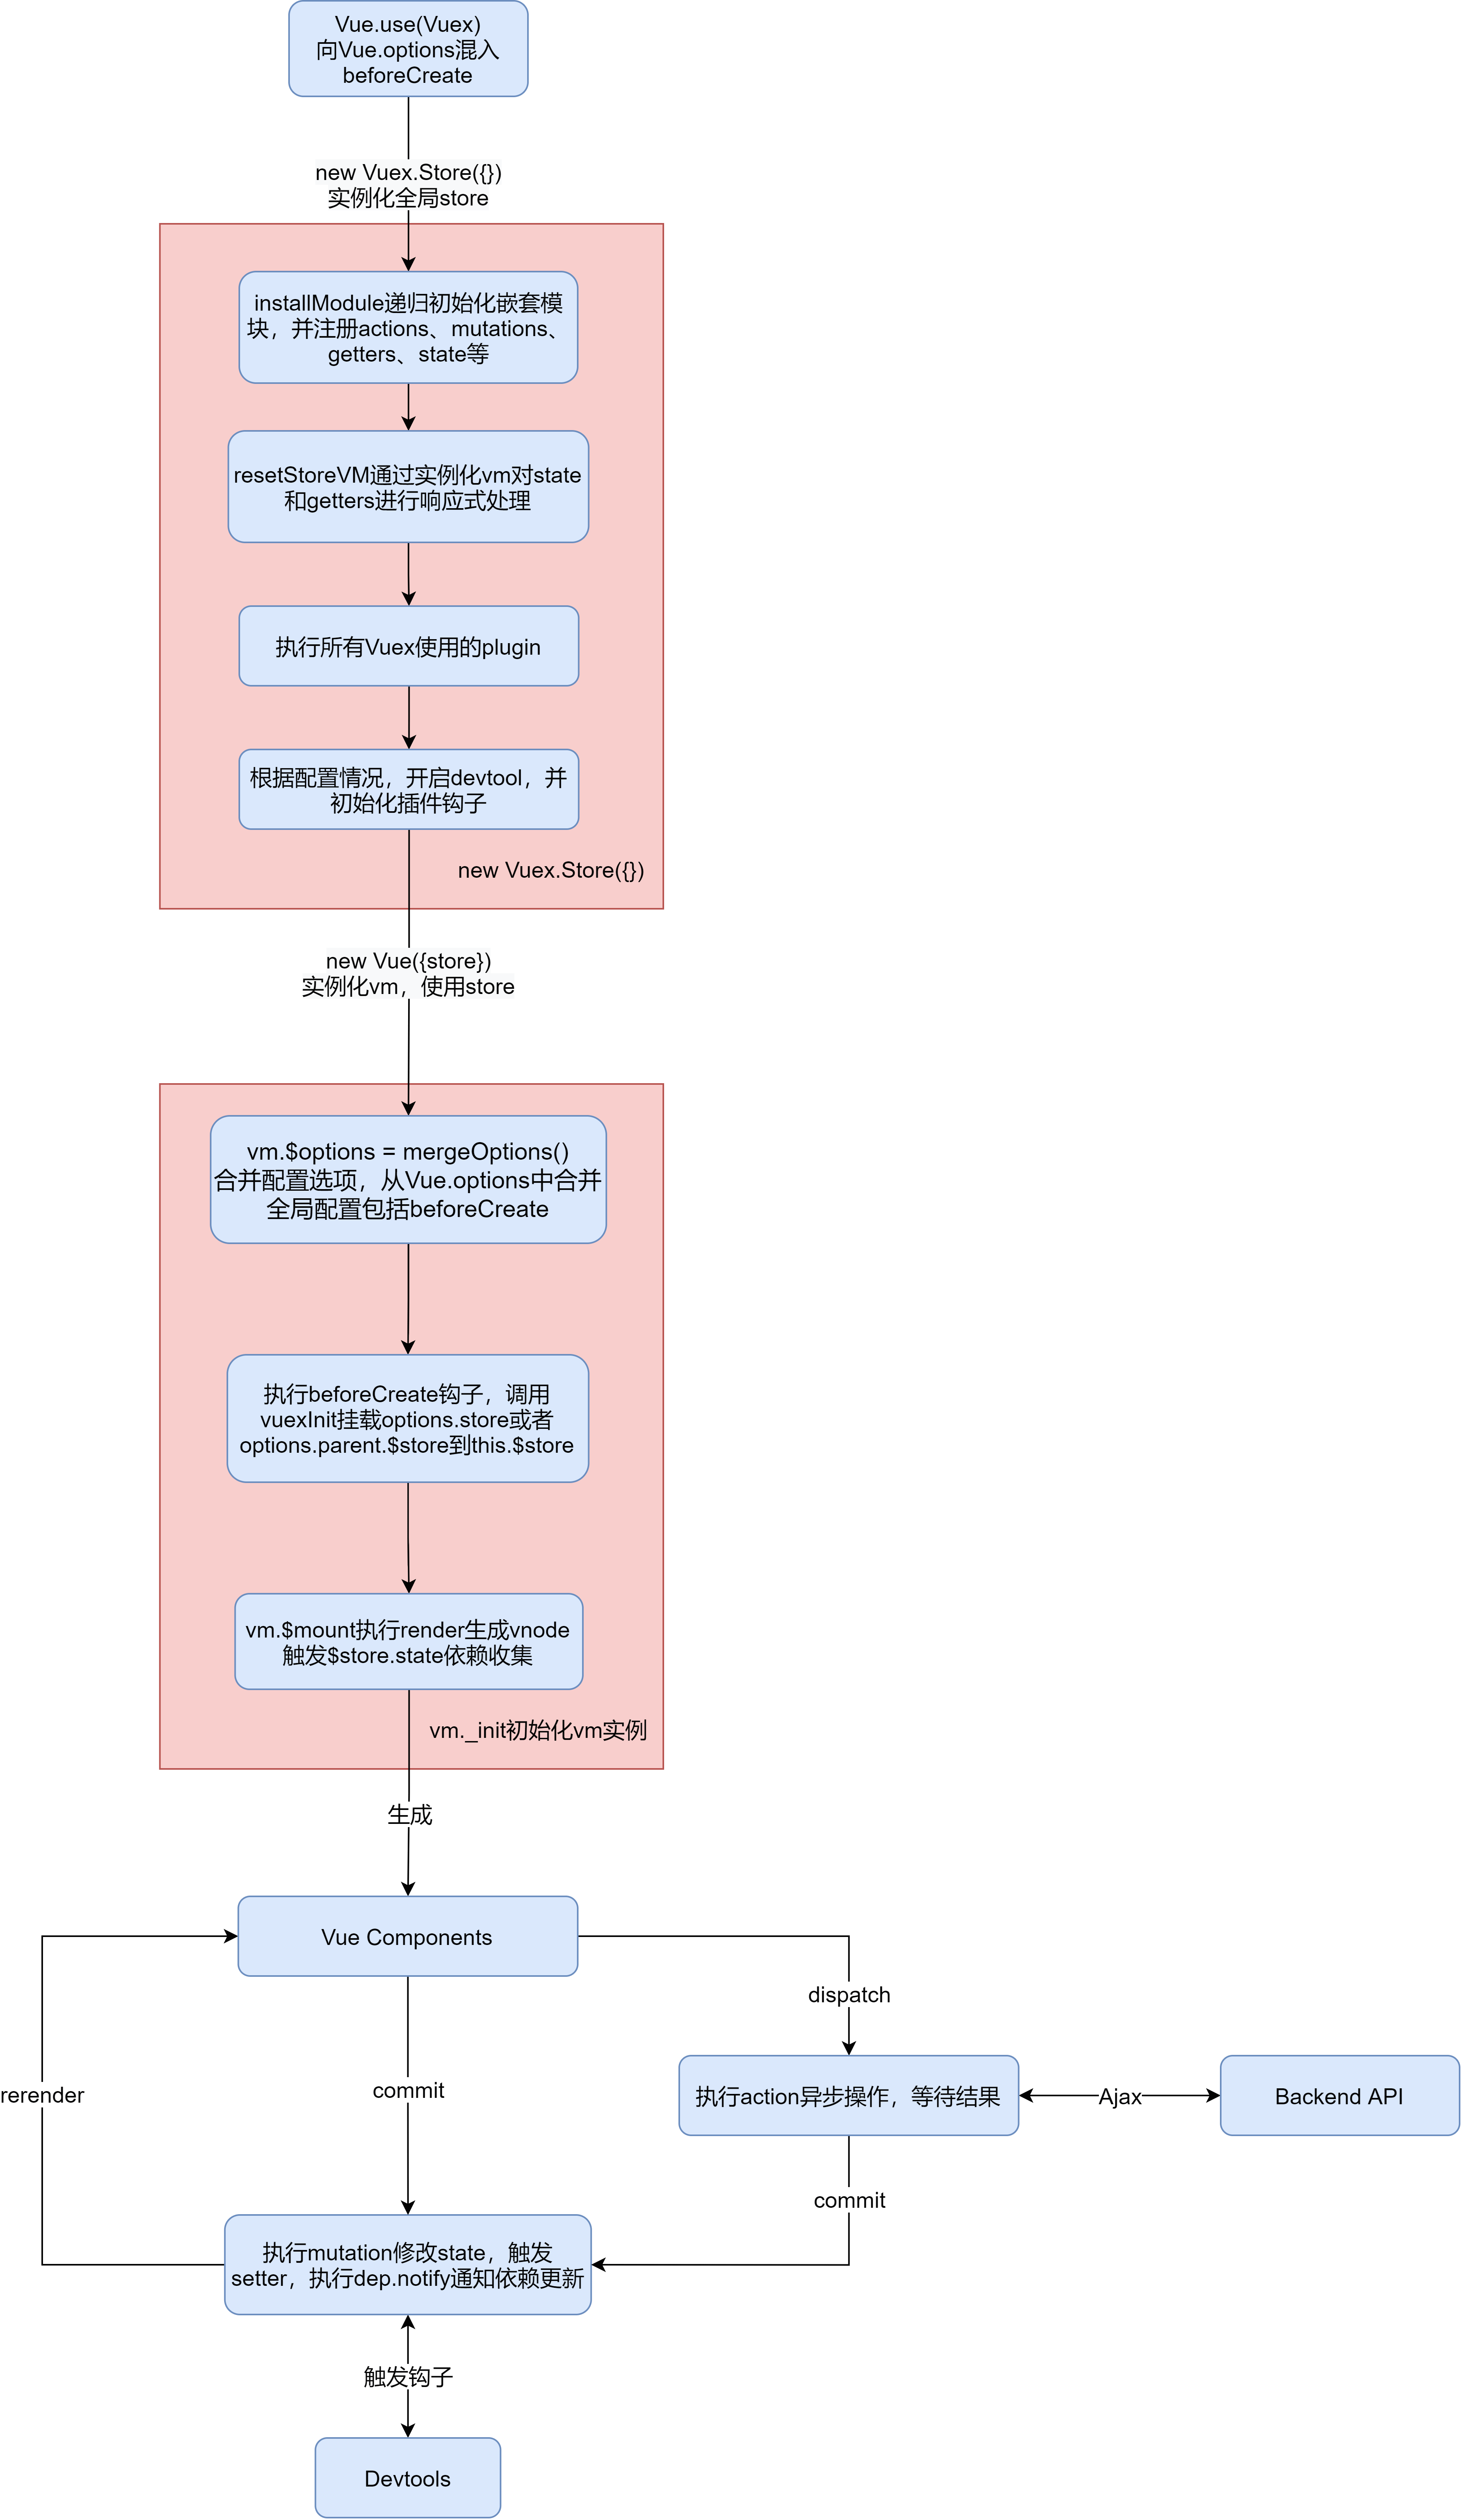 Vue.use(Vuex)
向Vue.options混入
beforeCreate
new Vuex.Store({})
实例化全局store
installModule递归初始化嵌套模
块，并注册actions、mutations、
getters、state等
resetStoreVM通过实例化vm对state
和getters进行响应式处理
执行所有Vuex使用的plugin
根据配置情况，开启devtool，并
初始化插件钩子
new Vuex.Store({})
new Vue({store})
实例化vm，使用store
vm.$options = mergeOptions()
合并配置选项，从Vue.options中合并
全局配置包括beforeCreate
执行beforeCreate钩子，调用
vuexInit挂载options.store或者
options.parent.$store到this.$store
vm.$mount执行render生成vnode
触发$store.state依赖收集
vm._init初始化vm实例
生成
Vue Components
dispatch
commit
rerender
执行action异步操作，等待结果
Ajax
Backend API
commit
执行mutation修改state，触发
setter，执行dep.notify通知依赖更新
触发钩子
Devtools